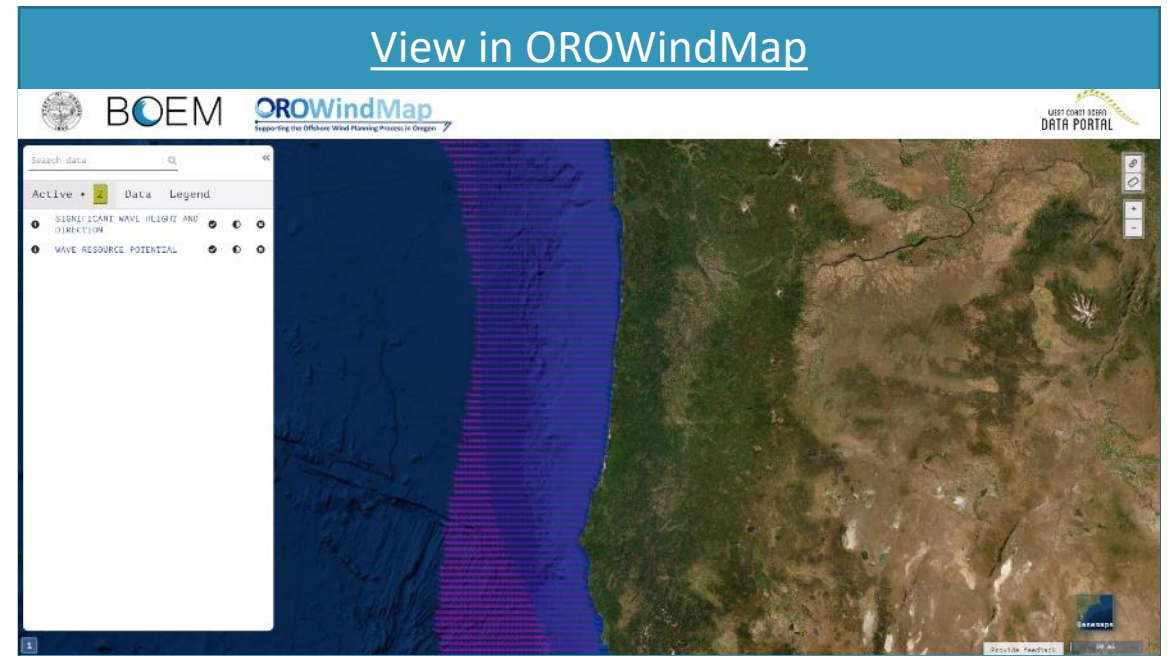 View in OROWindMap
BOEM
OROWindMap
Supporting the Offshore Wind Planning Process in Oregon
WEST COAST OCEAN
DATA PORTAL
Search data
Active • 2 Data Legend
SIGNIFICANT WAVE HEIGHT AND
DIRECTION
WAVE RESOURCE POTENTIAL
+
-
Basemaps
1
Provide feedback